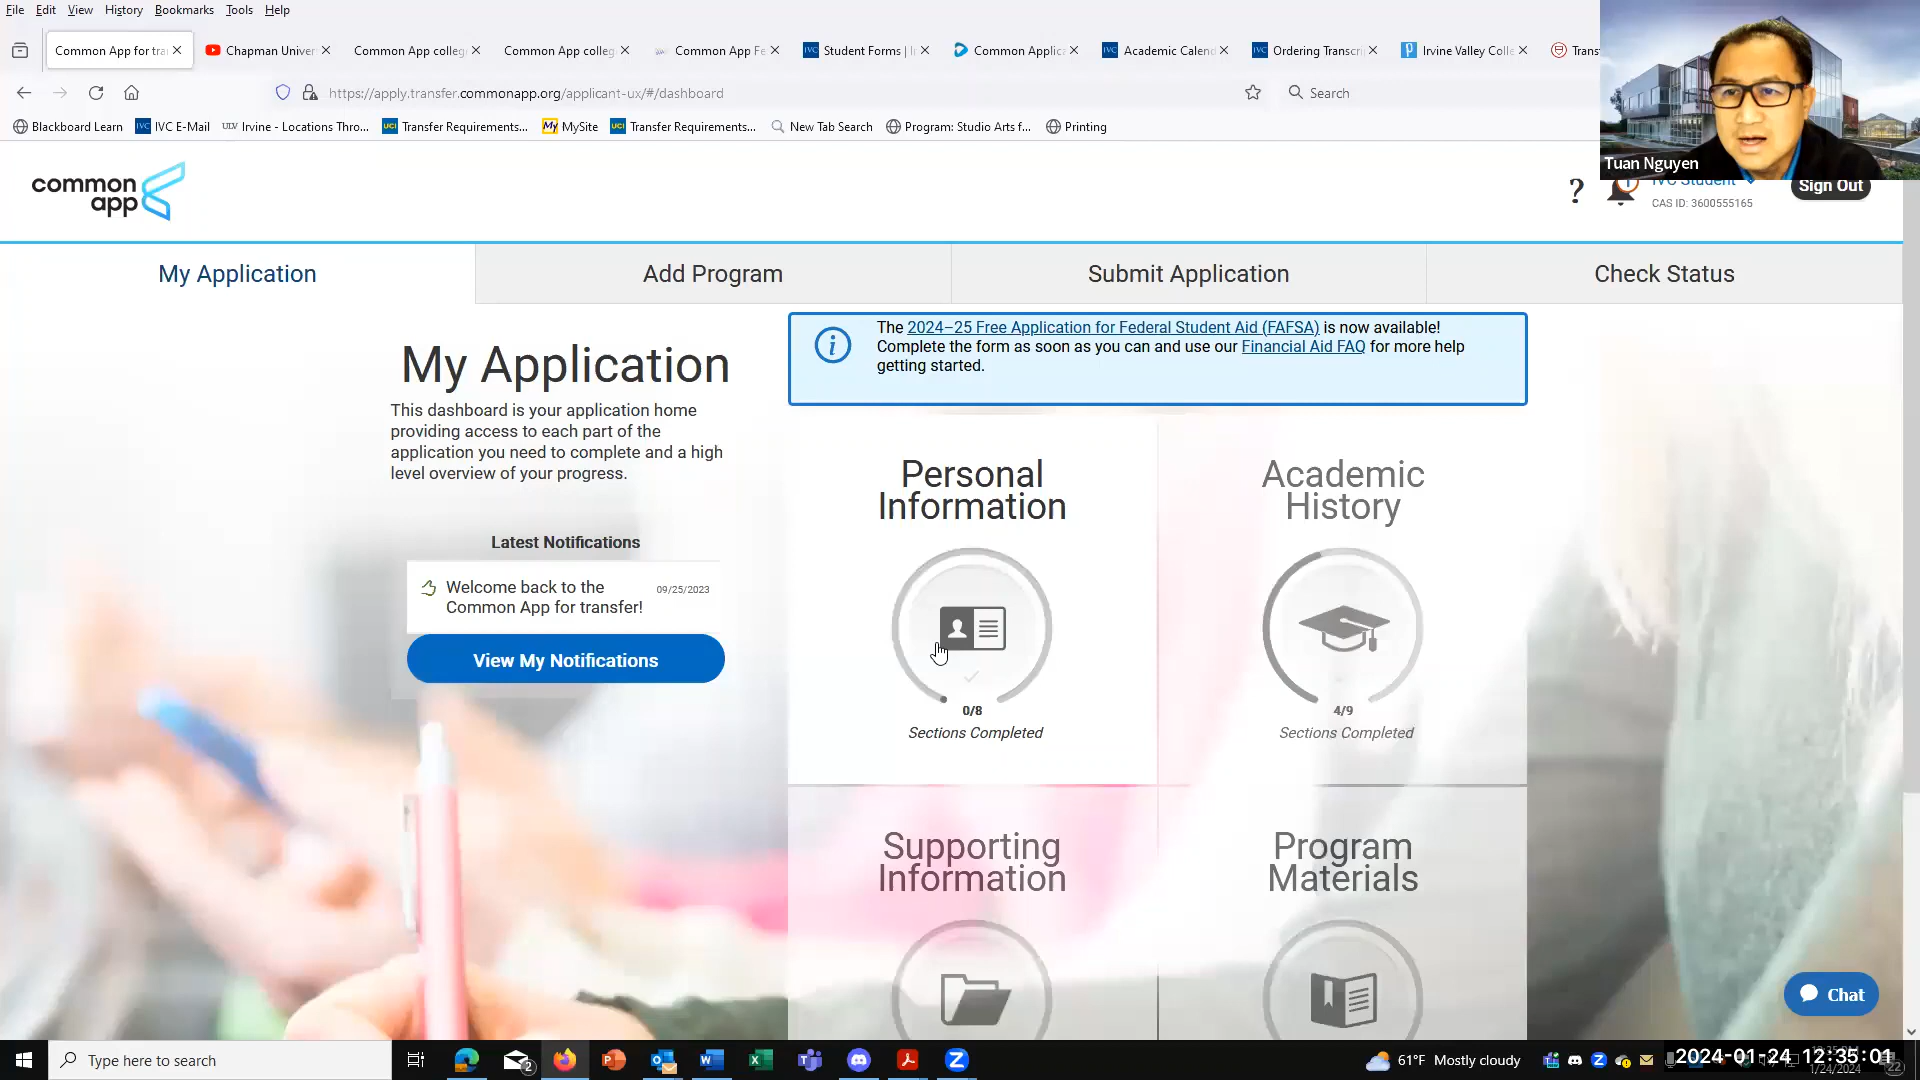 File Edit View History Bookmarks Tools Help
Common App for tra
Chapman Univer
Common App colleg
Common App colleg
Common App Fe
Student Forms | I
Common Applica
Academic Calend
Ordering Transcri
Irvine Valley Colle
Trans
https://apply.transfer.commonapp.org/applicant-ux/#/dashboard
Search
Blackboard Learn
IVC E-Mail
Irvine - Locations Thro...
Transfer Requirements...
MySite
Transfer Requirements...
New Tab Search
Program: Studio Arts f...
Printing
Tuan Nguyen
common
app
?
IVC Student
CAS ID: 3600555165
Sign Out
My Application
Add Program
Submit Application
Check Status
The 2024–25 Free Application for Federal Student Aid (FAFSA) is now available!
Complete the form as soon as you can and use our Financial Aid FAQ for more help
getting started.
My Application
This dashboard is your application home
providing access to each part of the
application you need to complete and a high
level overview of your progress.
Latest Notifications
Welcome back to the
Common App for transfer!
09/25/2023
View My Notifications
Personal
Information
0/8
Sections Completed
Academic
History
4/9
Sections Completed
Supporting
Information
Program
Materials
Chat
Type here to search
61°F Mostly cloudy
2024-01-24 12:35:01
1/24/2024